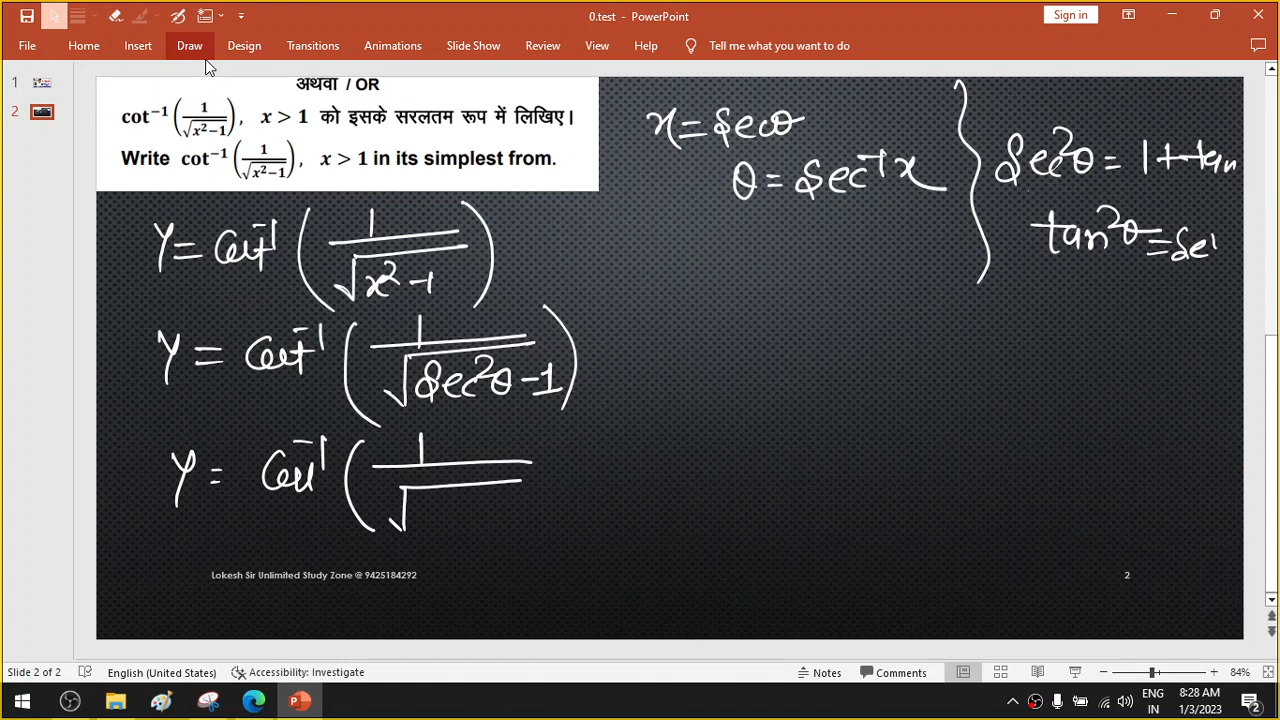 0.test - PowerPoint
Sign in
File Home Insert Draw Design Transitions Animations Slide Show Review View Help Tell me what you want to do
1
2
अथवा / OR
cot⁻¹(1/√(x²−1)), x > 1 को इसके सरलतम रूप में लिखिए।
Write cot⁻¹(1/√(x²−1)), x > 1 in its simplest from.
x = Secθ
θ = Sec⁻¹x
Sec²θ = 1 + tan
tan²θ = Se
Y = Cot⁻¹(1/√(x²−1))
Y = Cot⁻¹(1/√(Sec²θ−1))
Y = Cot⁻¹(1/√
Lokesh Sir Unlimited Study Zone @ 9425184292
2
Slide 2 of 2 English (United States) Accessibility: Investigate Notes Comments 84%
ENG
IN
8:28 AM
1/3/2023
2